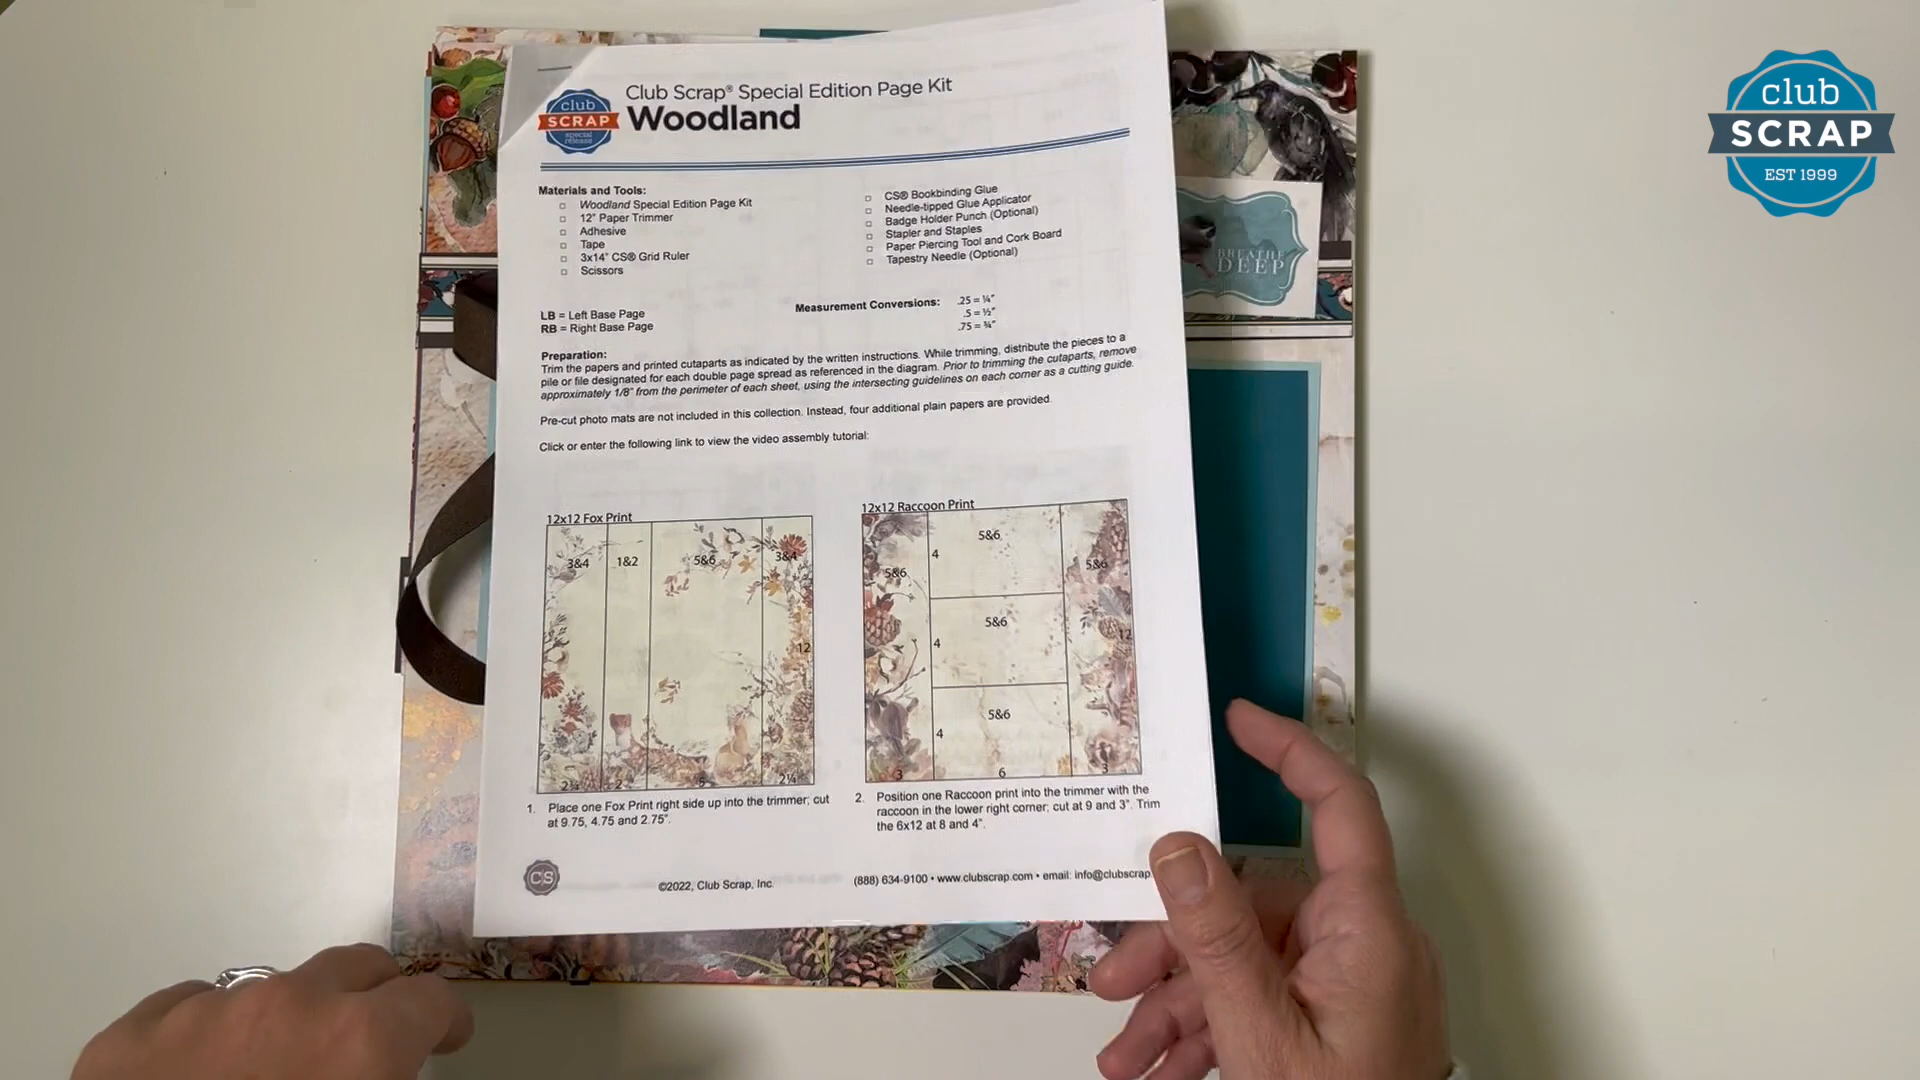 club
SCRAP
EST 1999
Club Scrap® Special Edition Page Kit
Woodland
club
SCRAP
special
release
Materials and Tools:
Woodland Special Edition Page Kit
12" Paper Trimmer
Adhesive
Tape
3x14" CS® Grid Ruler
Scissors
CS® Bookbinding Glue
Needle-tipped Glue Applicator
Badge Holder Punch (Optional)
Stapler and Staples
Paper Piercing Tool and Cork Board
Tapestry Needle (Optional)
LB = Left Base Page
RB = Right Base Page
Measurement Conversions:
.25 = ¼"
.5 = ½"
.75 = ¾"
Preparation:
Trim the papers and printed cutaparts as indicated by the written instructions. While trimming, distribute the pieces to a
pile or file designated for each double page spread as referenced in the diagram. Prior to trimming the cutaparts, remove
approximately 1/8" from the perimeter of each sheet, using the intersecting guidelines on each corner as a cutting guide.
Pre-cut photo mats are not included in this collection. Instead, four additional plain papers are provided.
Click or enter the following link to view the video assembly tutorial:
12x12 Fox Print
3&4
1&2
5&6
3&4
12
2¾
2
5
2¼
1. Place one Fox Print right side up into the trimmer; cut
at 9.75, 4.75 and 2.75".
12x12 Raccoon Print
5&6
4
5&6
5&6
4
5&6
12
4
5&6
3
6
3
2. Position one Raccoon print into the trimmer with the
raccoon in the lower right corner; cut at 9 and 3". Trim
the 6x12 at 8 and 4".
CS
©2022, Club Scrap, Inc.
(888) 634-9100 • www.clubscrap.com • email: info@clubscrap
BREATHE
DEEP